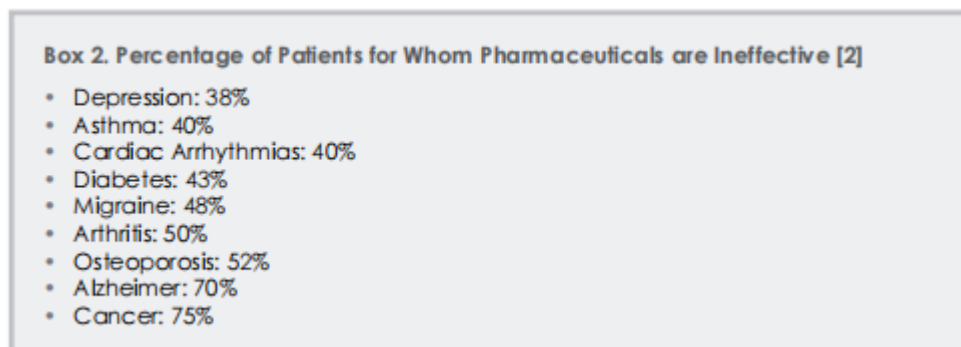 Box 2. Percentage of Patients for Whom Pharmaceuticals are Ineffective [2]
• Depression: 38%
• Asthma: 40%
• Cardiac Arrhythmias: 40%
• Diabetes: 43%
• Migraine: 48%
• Arthritis: 50%
• Osteoporosis: 52%
• Alzheimer: 70%
• Cancer: 75%